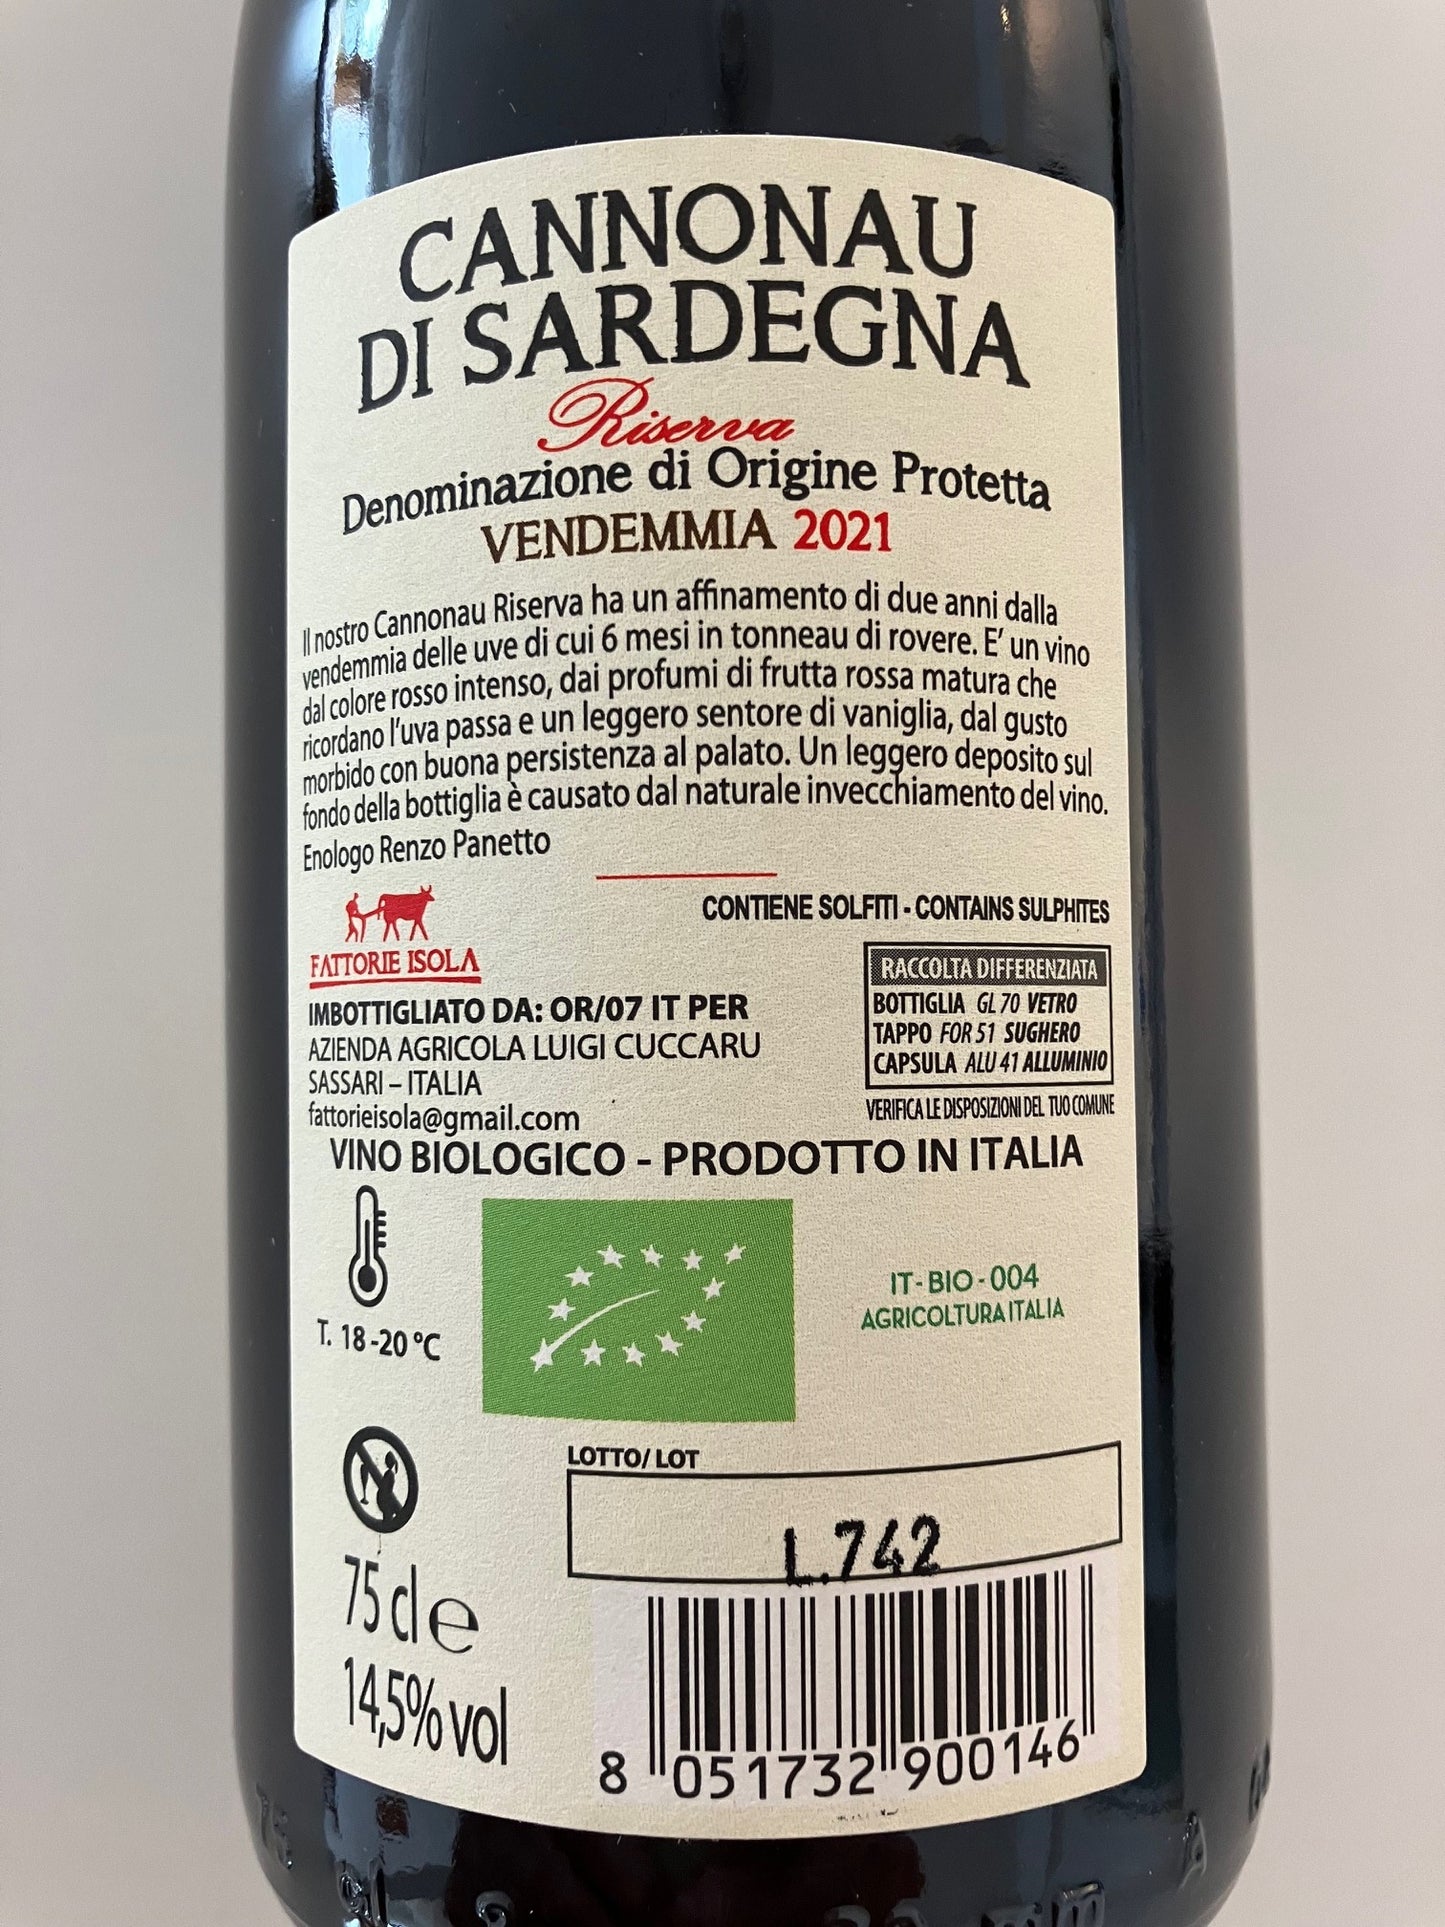 CANNONAU
DI SARDEGNA
Riserva
Denominazione di Origine Protetta
VENDEMMIA 2021
Il nostro Cannonau Riserva ha un affinamento di due anni dalla
vendemmia delle uve di cui 6 mesi in tonneau di rovere. E' un vino
dal colore rosso intenso, dai profumi di frutta rossa matura che
ricordano l'uva passa e un leggero sentore di vaniglia, dal gusto
morbido con buona persistenza al palato. Un leggero deposito sul
fondo della bottiglia è causato dal naturale invecchiamento del vino.
Enologo Renzo Panetto
CONTIENE SOLFITI - CONTAINS SULPHITES
FATTORIE ISOLA
IMBOTTIGLIATO DA: OR/07 IT PER
AZIENDA AGRICOLA LUIGI CUCCARU
SASSARI – ITALIA
fattorieisola@gmail.com
RACCOLTA DIFFERENZIATA
BOTTIGLIA GL 70 VETRO
TAPPO FOR 51 SUGHERO
CAPSULA ALU 41 ALLUMINIO
VERIFICA LE DISPOSIZIONI DEL TUO COMUNE
VINO BIOLOGICO - PRODOTTO IN ITALIA
T. 18-20 °C
IT-BIO-004
AGRICOLTURA ITALIA
LOTTO/ LOT
L.742
75 cl e
14,5% vol
8 051732 900146